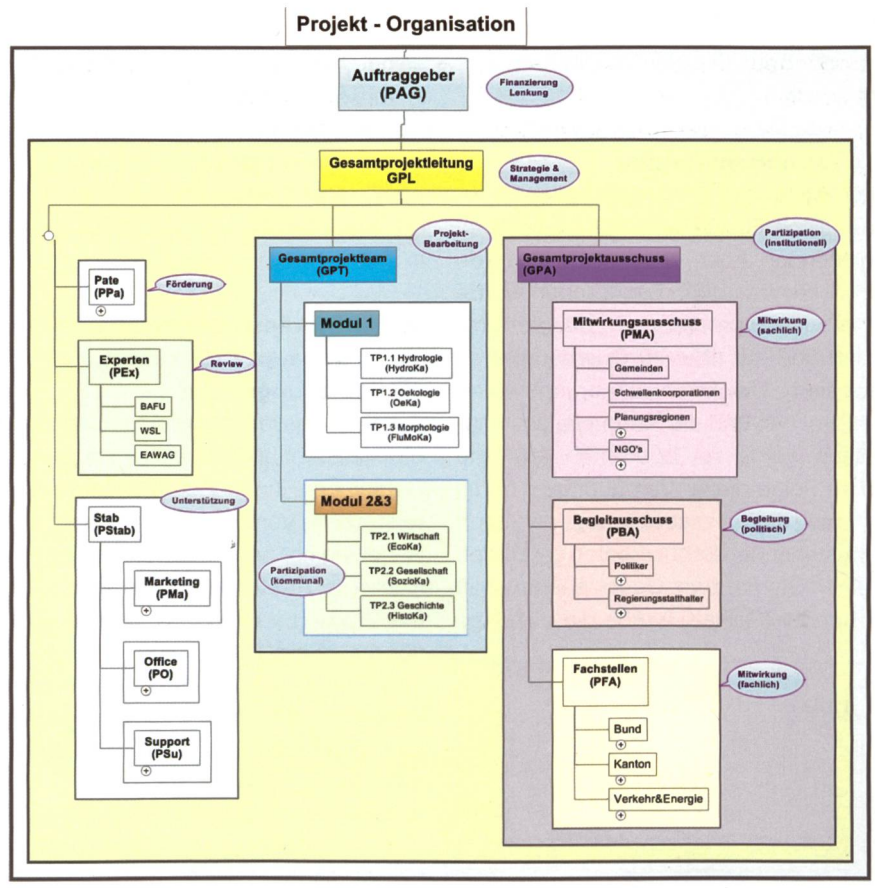 Projekt - Organisation
Auftraggeber
(PAG)
Finanzierung
Lenkung
Gesamtprojektleitung
GPL
Strategie &
Management
Pate
(PPa)
Förderung
Experten
(PEx)
Review
BAFU
WSL
EAWAG
Unterstützung
Stab
(PStab)
Marketing
(PMa)
Office
(PO)
Support
(PSu)
Projekt-
Bearbeitung
Gesamtprojektteam
(GPT)
Modul 1
TP1.1 Hydrologie
(HydroKa)
TP1.2 Oekologie
(OeKa)
TP1.3 Morphologie
(FluMoKa)
Modul 2&3
TP2.1 Wirtschaft
(EcoKa)
Partizipation
(kommunal)
TP2.2 Gesellschaft
(SozioKa)
TP2.3 Geschichte
(HistoKa)
Partizipation
(institutionell)
Gesamtprojektausschuss
(GPA)
Mitwirkungsausschuss
(PMA)
Mitwirkung
(sachlich)
Gemeinden
Schwellenkoorporationen
Planungsregionen
NGO's
Begleitausschuss
(PBA)
Begleitung
(politisch)
Politiker
Regierungsstatthalter
Fachstellen
(PFA)
Mitwirkung
(fachlich)
Bund
Kanton
Verkehr&Energie